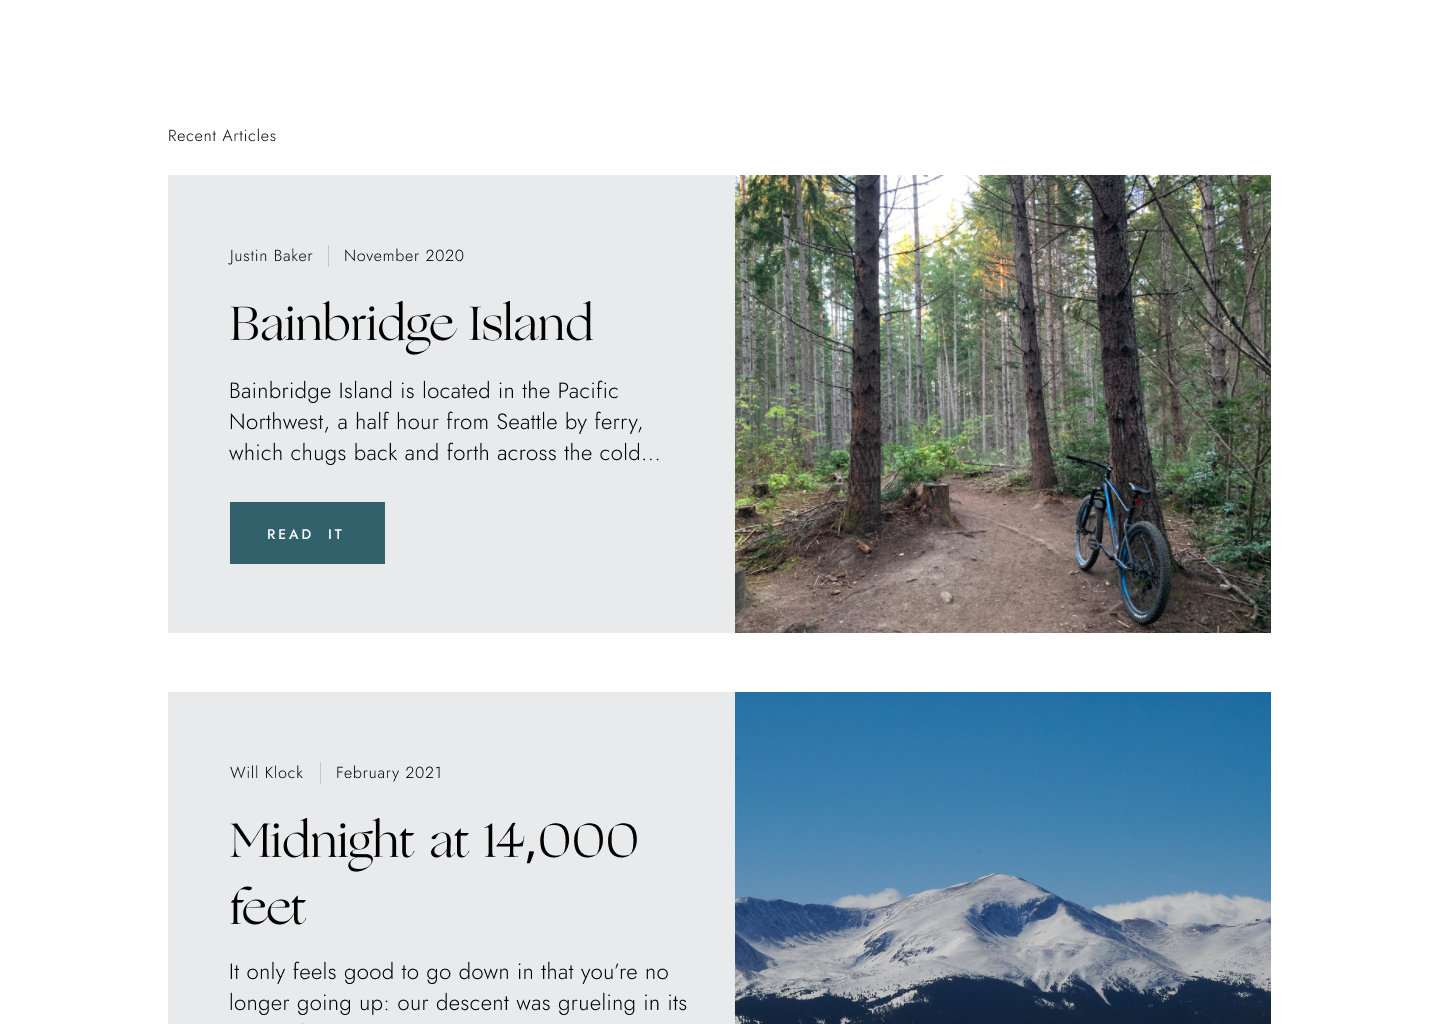 Recent Articles
Justin Baker
November 2020
Bainbridge Island
Bainbridge Island is located in the Pacific
Northwest, a half hour from Seattle by ferry,
which chugs back and forth across the cold...
READ IT
Will Klock
February 2021
Midnight at 14,000
feet
It only feels good to go down in that you’re no
longer going up: our descent was grueling in its